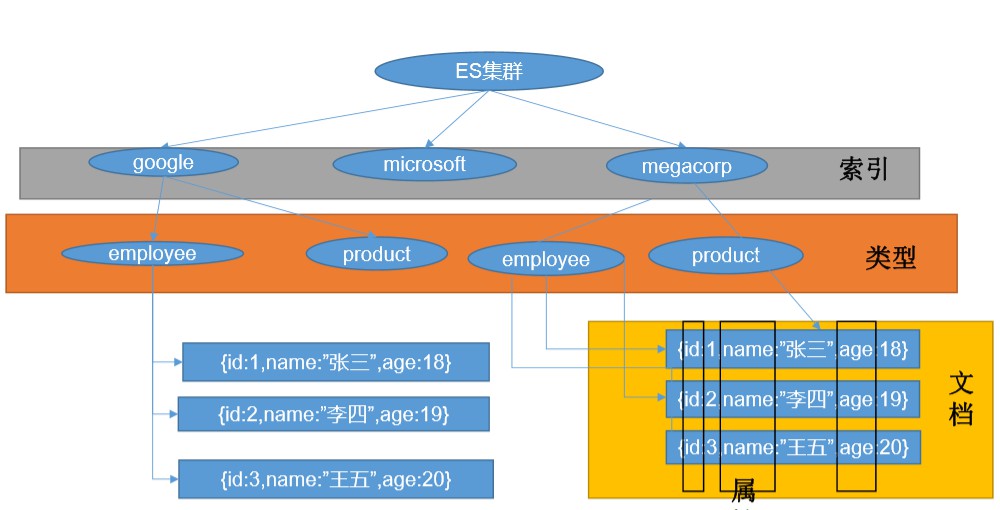 ES集群
google
microsoft
megacorp
索引
employee
product
employee
product
类型
{id:1,name:”张三”,age:18}
{id:2,name:”李四”,age:19}
{id:3,name:”王五”,age:20}
{id:1,name:”张三”,age:18}
{id:2,name:”李四”,age:19}
{id:3,name:”王五”,age:20}
文档
属